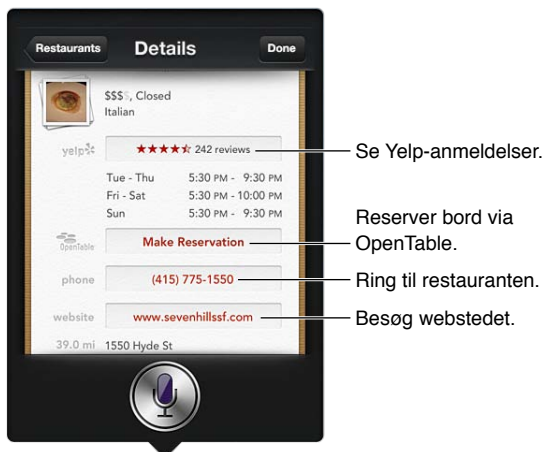 Restaurants
Details
Done
$$$$, Closed
Italian
yelp
242 reviews
Se Yelp-anmeldelser.
Tue - Thu 5:30 PM - 9:30 PM
Fri - Sat 5:30 PM - 10:00 PM
Sun 5:30 PM - 9:30 PM
OpenTable
Make Reservation
Reserver bord via
OpenTable.
phone
(415) 775-1550
Ring til restauranten.
website
www.sevenhillssf.com
Besøg webstedet.
39.0 mi 1550 Hyde St